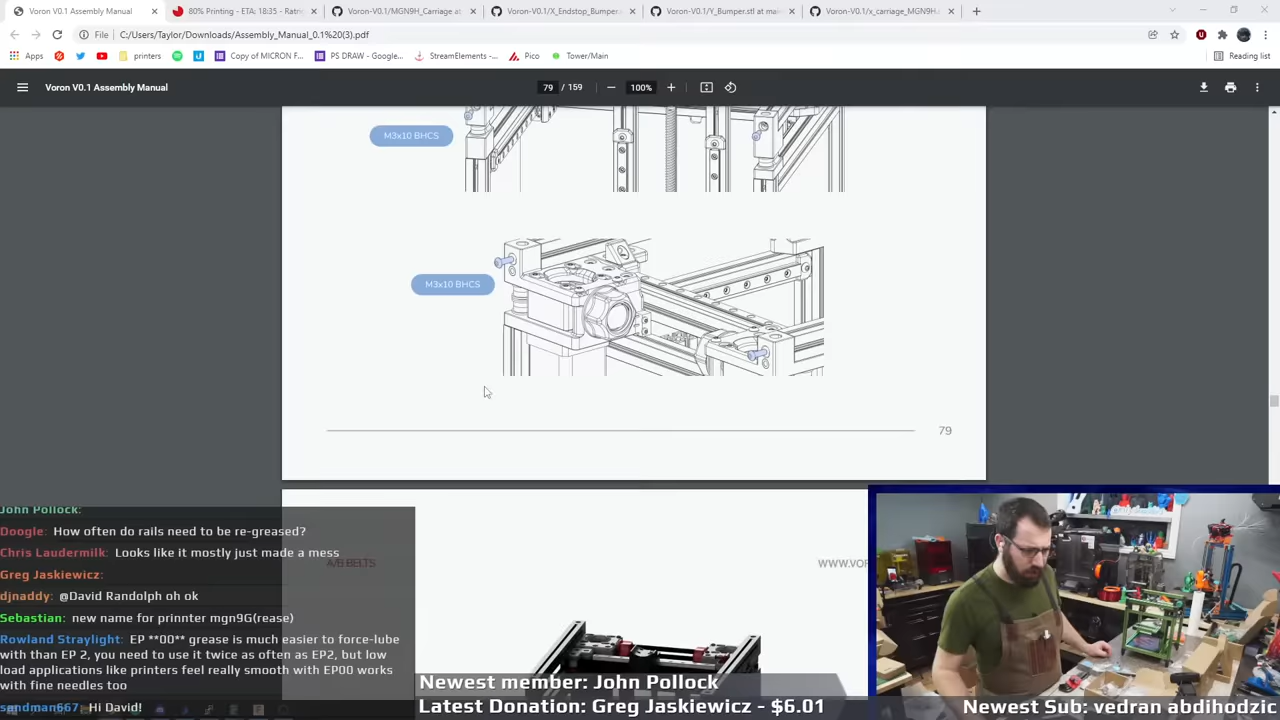 Voron V0.1 Assembly Manual
80% Printing - ETA: 18:35 - Ratric
Voron-V0.1/MGN9H_Carriage at
Voron-V0.1/X_Endstop_Bumper.
Voron-V0.1/Y_Bumper.stl at main
Voron-V0.1/x_carriage_MGN9H.
File
C:/Users/Taylor/Downloads/Assembly_Manual_0.1%20(3).pdf
Apps
printers
Copy of MICRON F...
PS DRAW - Google...
StreamElements -...
Pico
Tower/Main
Reading list
Voron V0.1 Assembly Manual
79 / 159
100%
M3x10 BHCS
M3x10 BHCS
79
A/B BELTS
WWW.VOR
John Pollock:
Doogle: How often do rails need to be re-greased?
Chris Laudermilk: Looks like it mostly just made a mess
Greg Jaskiewicz:
djnaddy: @David Randolph oh ok
Sebastian: new name for prinnter mgn9G(rease)
Rowland Straylight: EP **00** grease is much easier to force-lube
with than EP 2, you need to use it twice as often as EP2, but low
load applications like printers feel really smooth with EP00 works
with fine needles too
sandman667: Hi David!
Newest member: John Pollock
Latest Donation: Greg Jaskiewicz - $6.01
Newest Sub: vedran abdihodzic